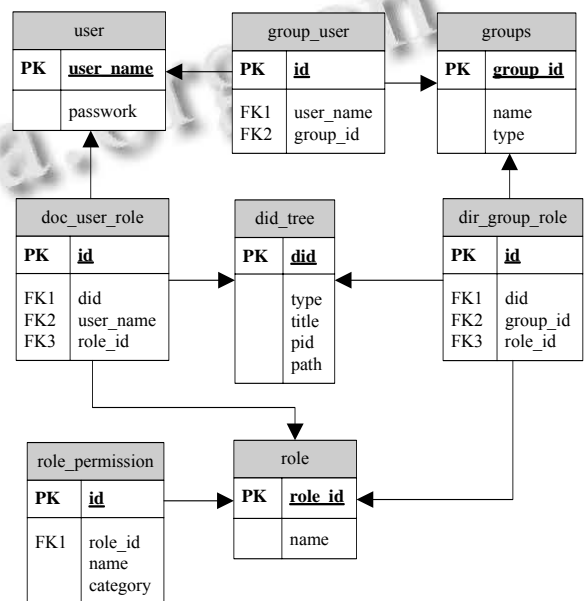 user
PK user_name
passwork
group_user
PK id
FK1 user_name
FK2 group_id
groups
PK group_id
name
type
doc_user_role
PK id
FK1 did
FK2 user_name
FK3 role_id
did_tree
PK did
type
title
pid
path
dir_group_role
PK id
FK1 did
FK2 group_id
FK3 role_id
role_permission
PK id
FK1 role_id
name
category
role
PK role_id
name